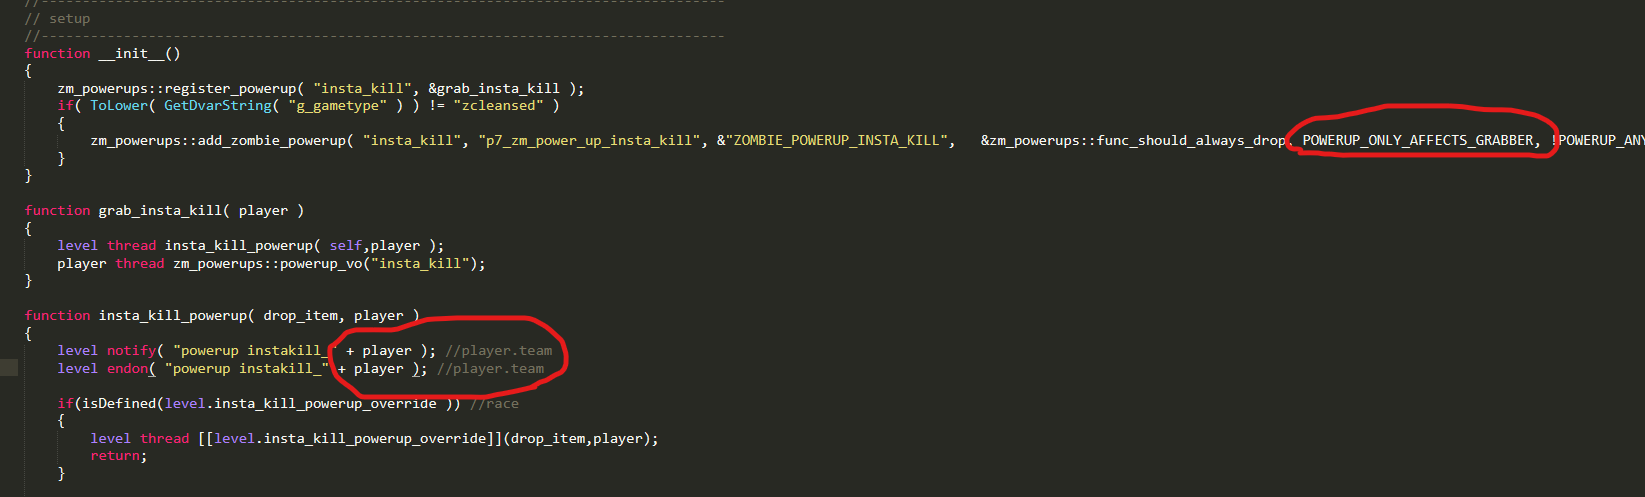 //-----------------------------------------------------------------------------------
// setup
//-----------------------------------------------------------------------------------
function __init__()
{
zm_powerups::register_powerup( "insta_kill", &grab_insta_kill );
if( ToLower( GetDvarString( "g_gametype" ) ) != "zcleansed" )
{
zm_powerups::add_zombie_powerup( "insta_kill", "p7_zm_power_up_insta_kill", &"ZOMBIE_POWERUP_INSTA_KILL", &zm_powerups::func_should_always_drop, POWERUP_ONLY_AFFECTS_GRABBER, !POWERUP_ANY
}
}
function grab_insta_kill( player )
{
level thread insta_kill_powerup( self,player );
player thread zm_powerups::powerup_vo("insta_kill");
}
function insta_kill_powerup( drop_item, player )
{
level notify( "powerup instakill_" + player ); //player.team
level endon( "powerup instakill_" + player ); //player.team
if(isDefined(level.insta_kill_powerup_override )) //race
{
level thread [[level.insta_kill_powerup_override]](drop_item,player);
return;
}